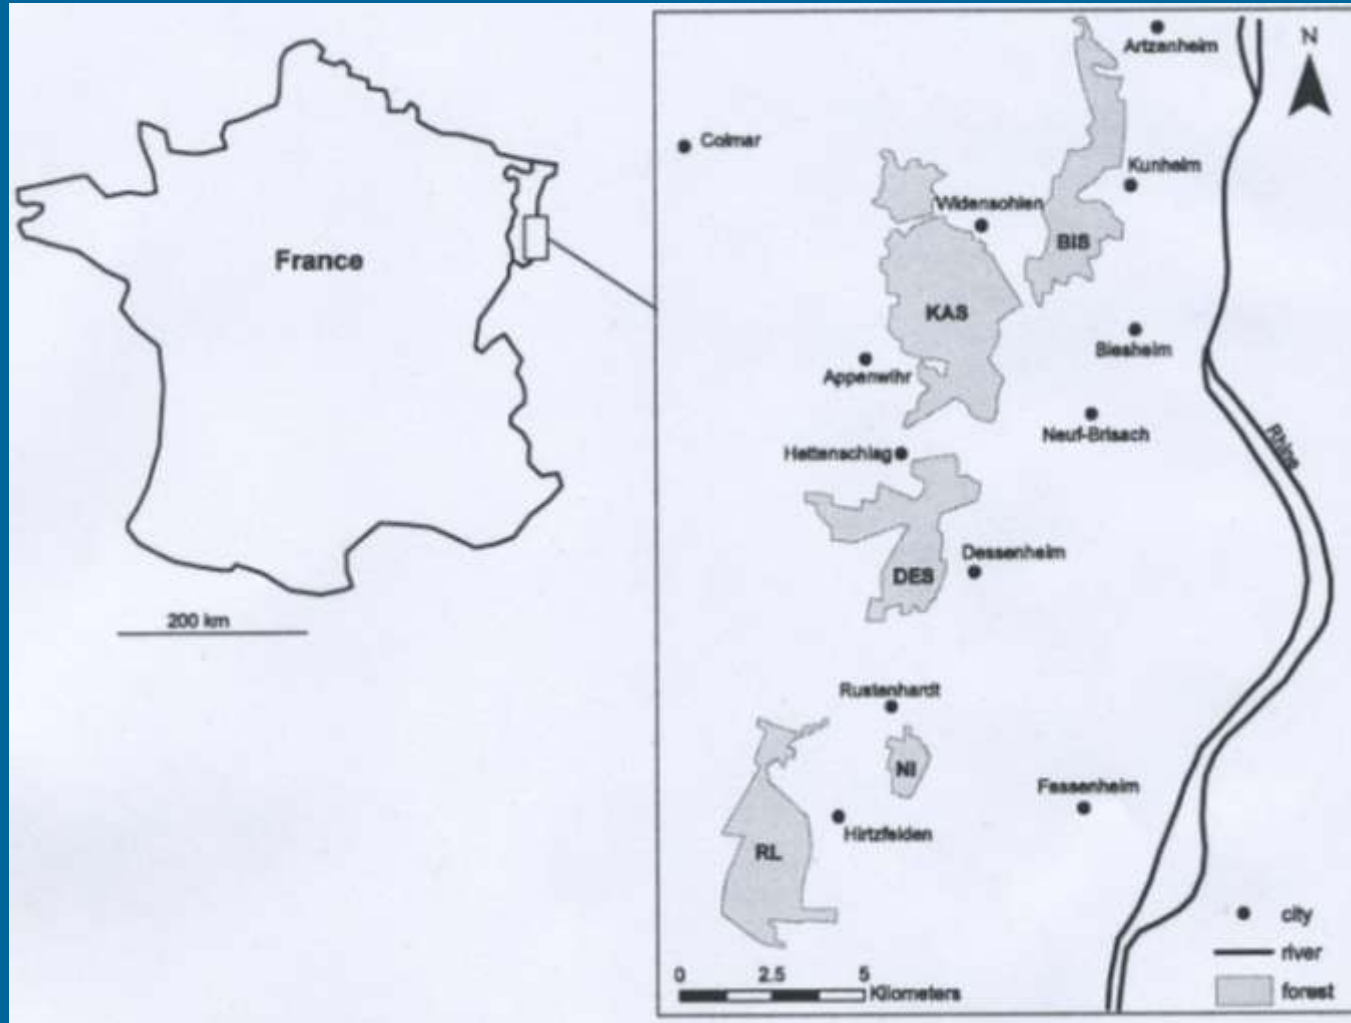 France
200 km
N
Artzenheim
Colmar
Kunheim
Widensohlen
BIS
KAS
Biesheim
Appenwihr
Neuf-Brisach
Rhine
Hettenschlag
Dessenheim
DES
Rustenhardt
NI
Fessenheim
Hirtzfelden
RL
city
river
forest
0 2.5 5
Kilometers